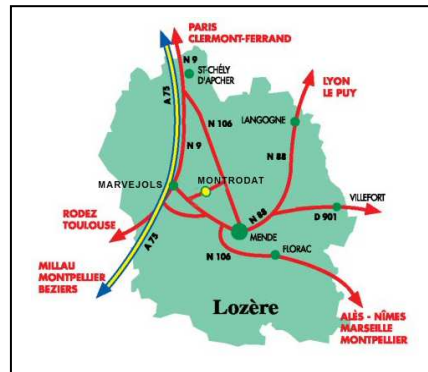 PARIS
CLERMONT-FERRAND
N 9
ST-CHÉLY
D'APCHER
A 75
LYON
LE PUY
N 106
LANGOGNE
N 9
N 88
MARVEJOLS
MONTRODAT
VILLEFORT
RODEZ
TOULOUSE
N 88
D 901
MENDE
A 75
N 106
FLORAC
MILLAU
MONTPELLIER
BEZIERS
Lozère
ALÈS - NÎMES
MARSEILLE
MONTPELLIER